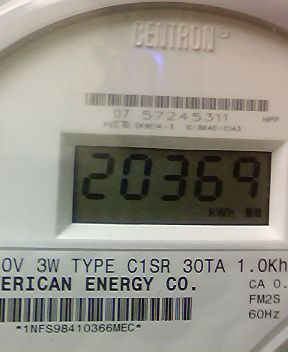 CENTRON®
07 57245311
20369
kWh
0V 3W TYPE C1SR 30TA 1.0Kh
ERICAN ENERGY CO.
CA 0.
FM2S
60Hz
*1NFS98410366MEC*